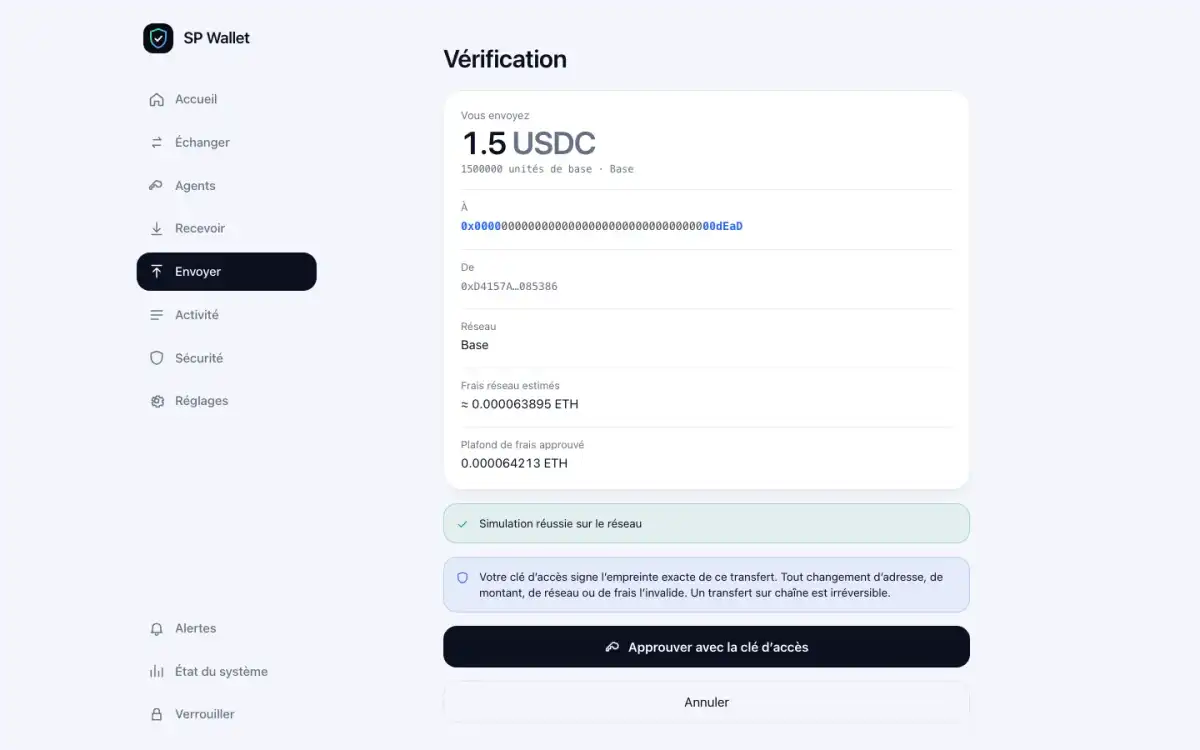 SP Wallet
Accueil
Échanger
Agents
Recevoir
Envoyer
Activité
Sécurité
Réglages
Alertes
État du système
Verrouiller
Vérification
Vous envoyez
1.5 USDC
1500000 unités de base · Base
À
0x000000000000000000000000000000000000dEaD
De
0xD4157A…085386
Réseau
Base
Frais réseau estimés
≈ 0.000063895 ETH
Plafond de frais approuvé
0.000064213 ETH
Simulation réussie sur le réseau
Votre clé d’accès signe l’empreinte exacte de ce transfert. Tout changement d’adresse, de
montant, de réseau ou de frais l’invalide. Un transfert sur chaîne est irréversible.
Approuver avec la clé d’accès
Annuler